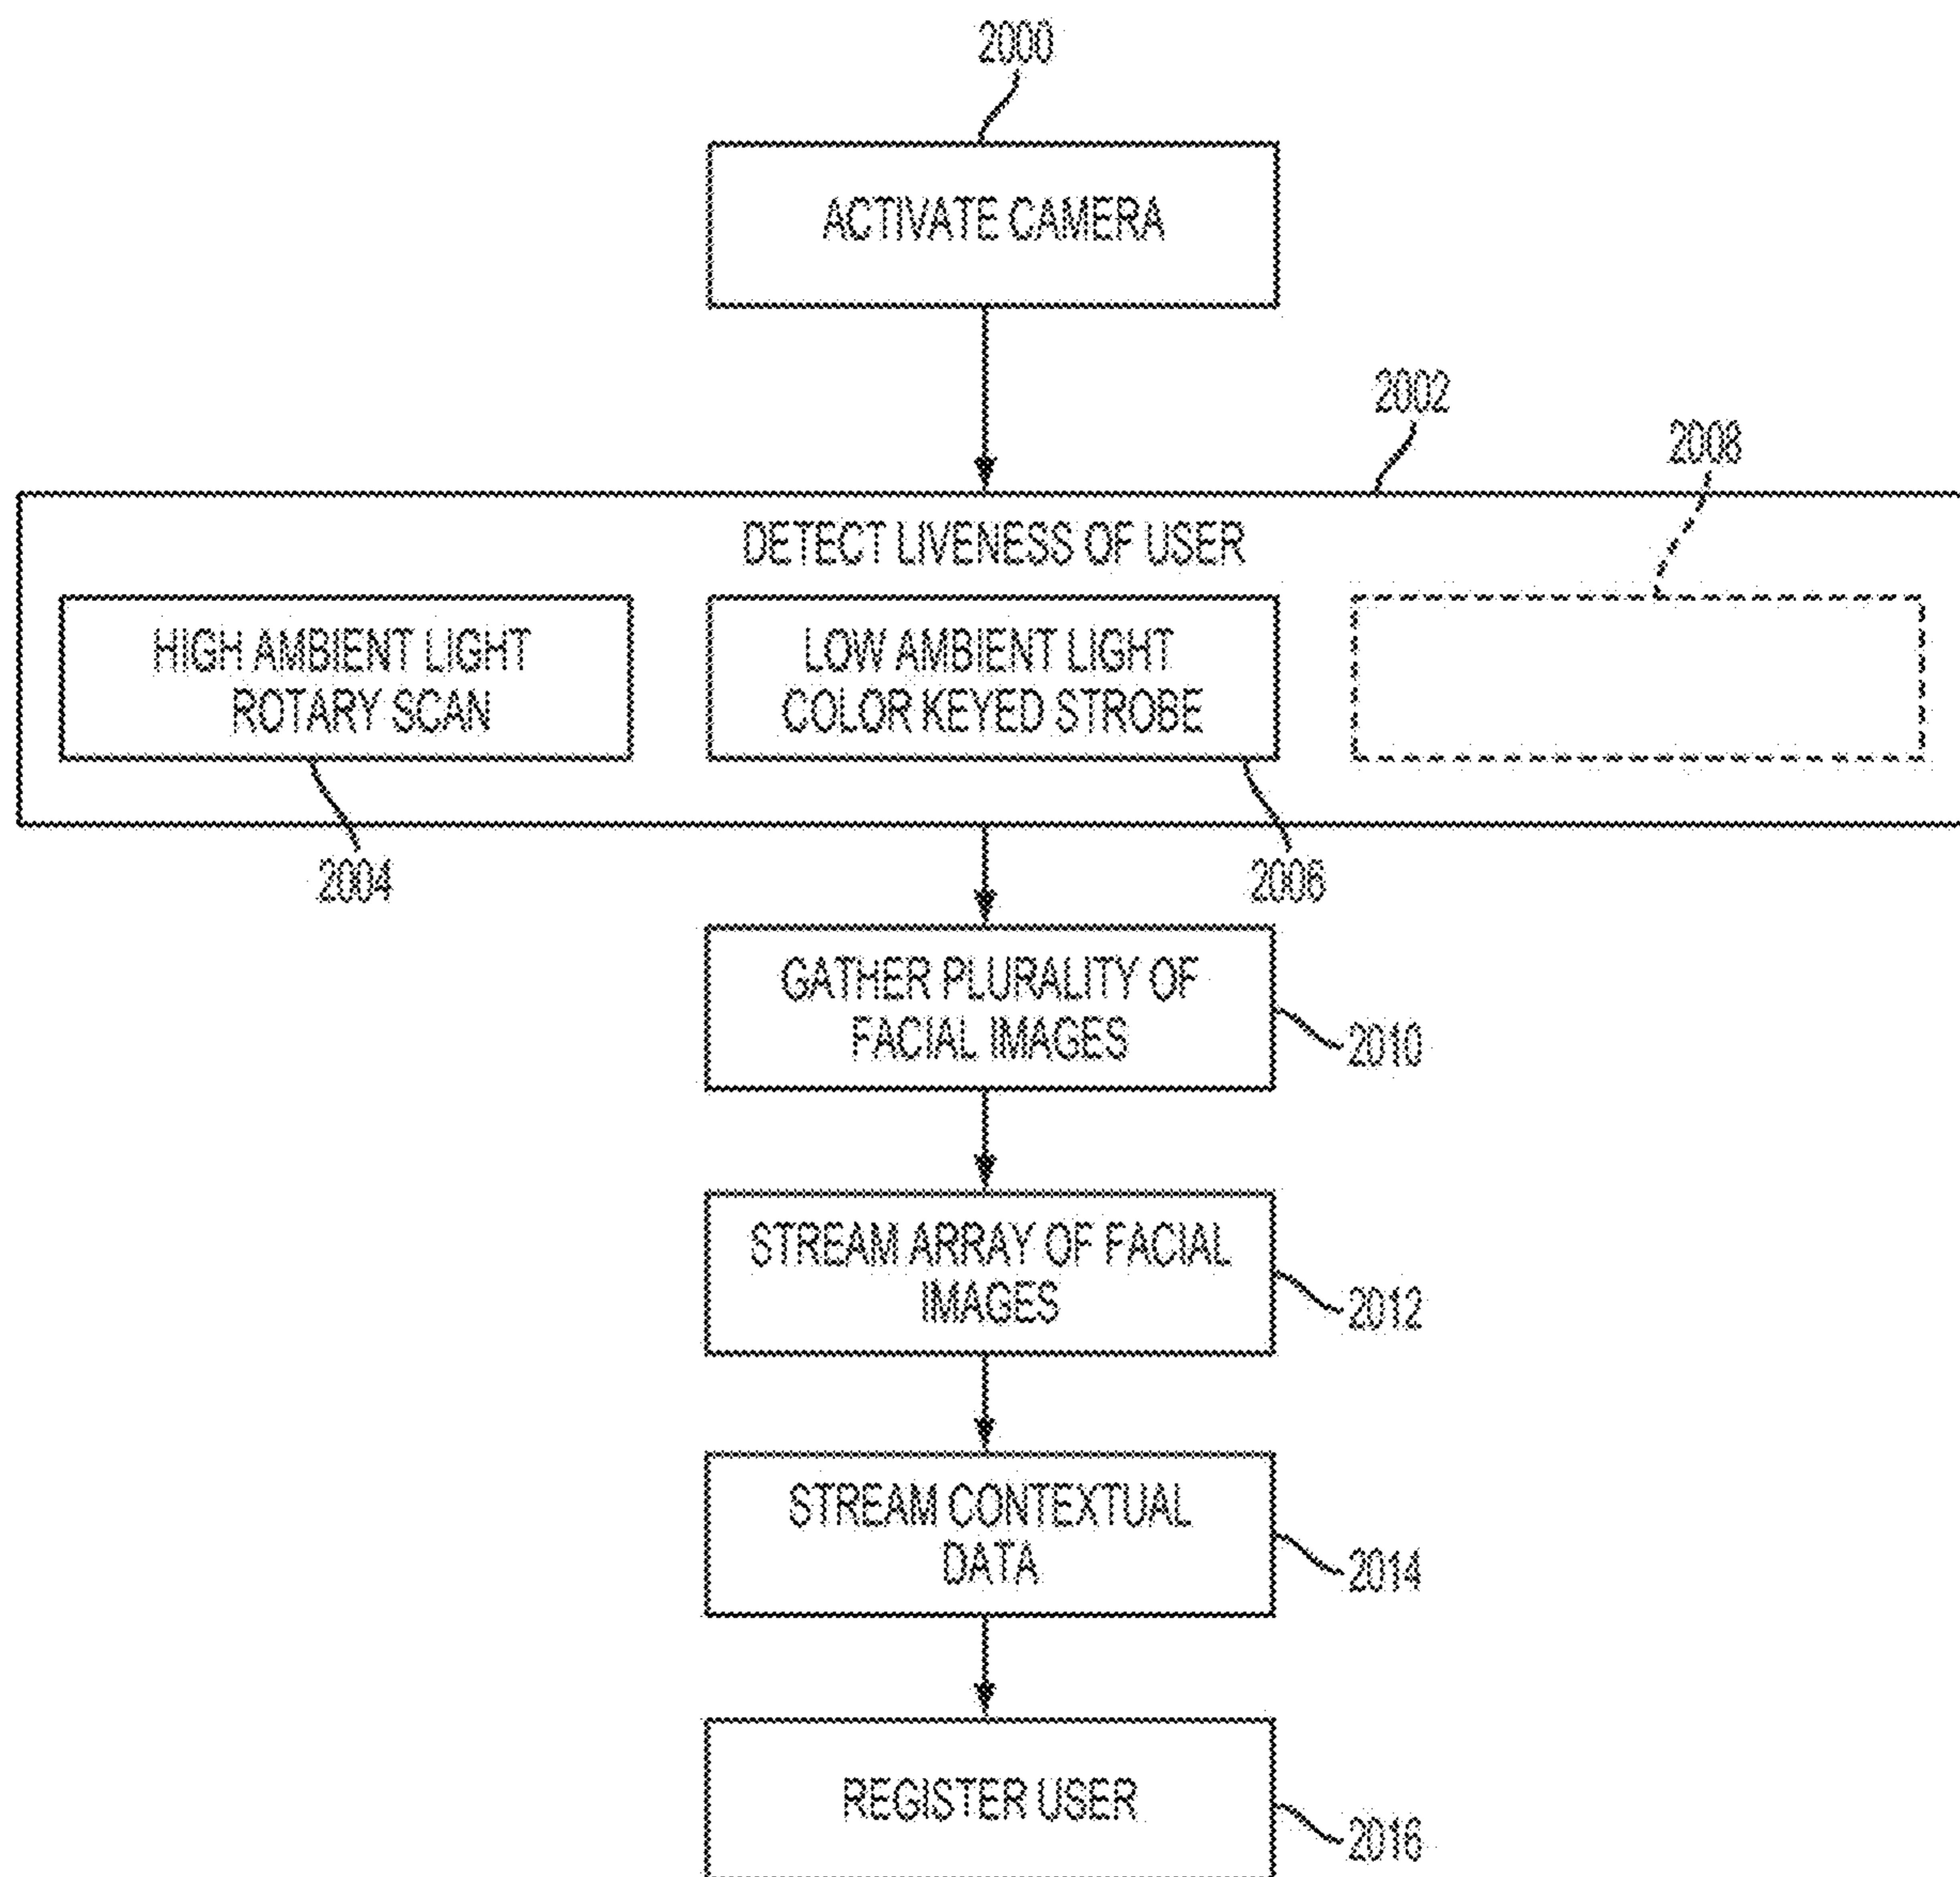 2000
ACTIVATE CAMERA
2002
2008
DETECT LIVENESS OF USER
HIGH AMBIENT LIGHT
ROTARY SCAN
LOW AMBIENT LIGHT
COLOR KEYED STROBE
2004
2006
GATHER PLURALITY OF
FACIAL IMAGES
2010
STREAM ARRAY OF FACIAL
IMAGES
2012
STREAM CONTEXTUAL
DATA
2014
REGISTER USER
2016